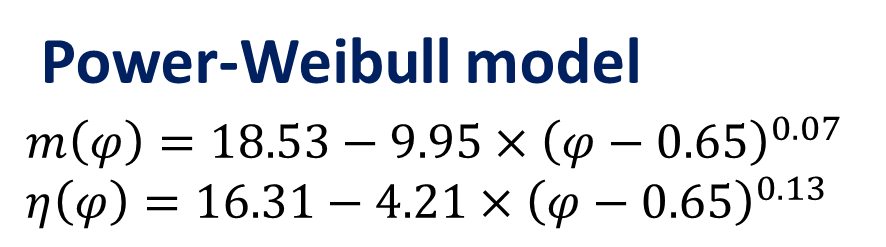 Power-Weibull model
m(φ) = 18.53 − 9.95 × (φ − 0.65)^0.07
η(φ) = 16.31 − 4.21 × (φ − 0.65)^0.13